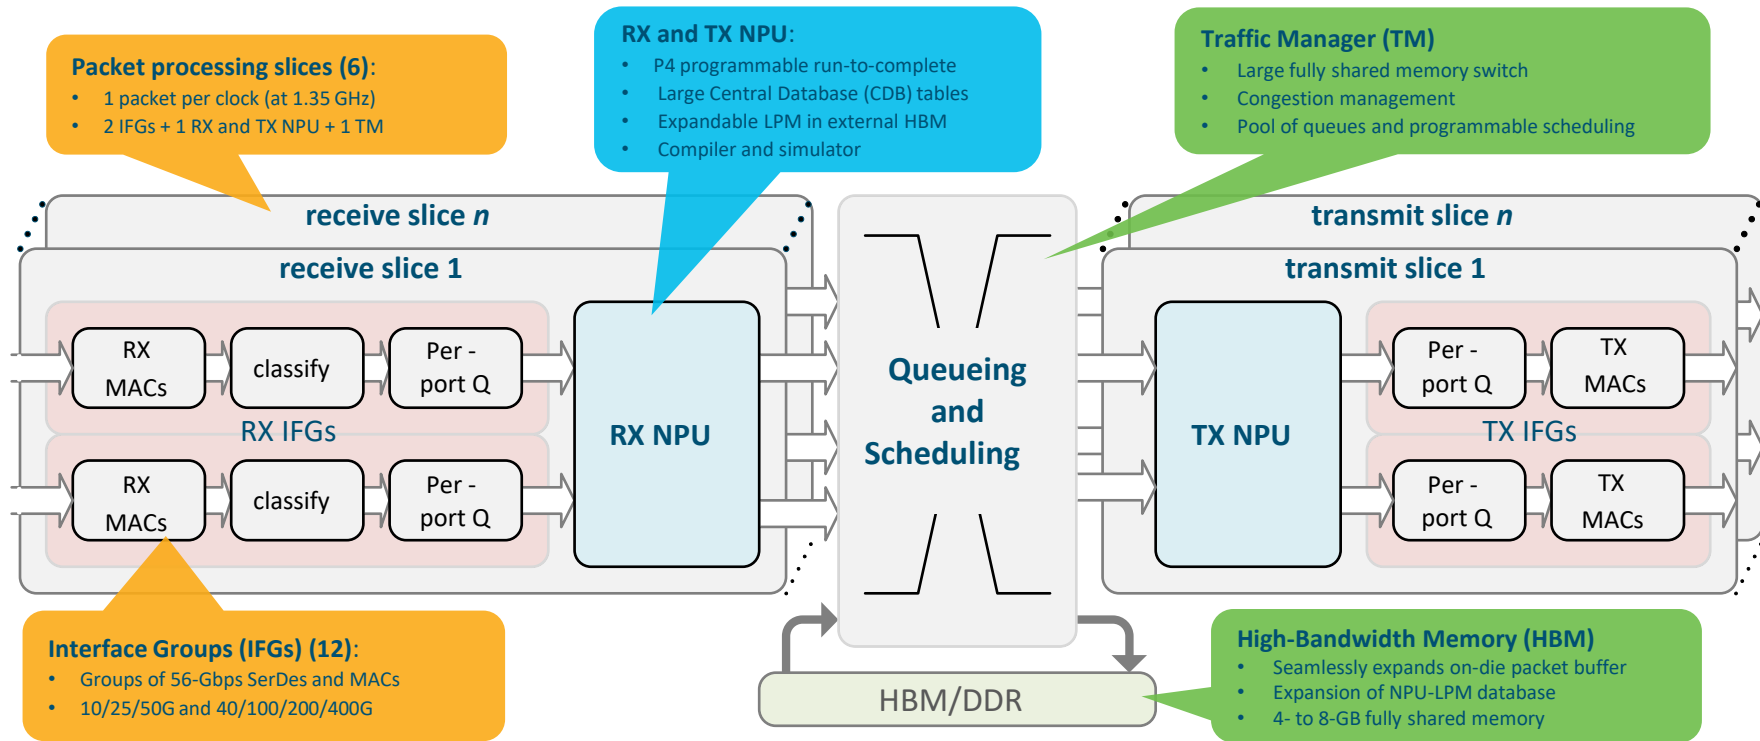 Packet processing slices (6):
• 1 packet per clock (at 1.35 GHz)
• 2 IFGs + 1 RX and TX NPU + 1 TM
RX and TX NPU:
• P4 programmable run-to-complete
• Large Central Database (CDB) tables
• Expandable LPM in external HBM
• Compiler and simulator
Traffic Manager (TM)
• Large fully shared memory switch
• Congestion management
• Pool of queues and programmable scheduling
receive slice n
receive slice 1
RX
MACs
classify
Per -
port Q
RX IFGs
RX
MACs
classify
Per -
port Q
RX NPU
Queueing
and
Scheduling
transmit slice n
transmit slice 1
TX NPU
Per -
port Q
TX
MACs
TX IFGs
Per -
port Q
TX
MACs
Interface Groups (IFGs) (12):
• Groups of 56-Gbps SerDes and MACs
• 10/25/50G and 40/100/200/400G
HBM/DDR
High-Bandwidth Memory (HBM)
• Seamlessly expands on-die packet buffer
• Expansion of NPU-LPM database
• 4- to 8-GB fully shared memory